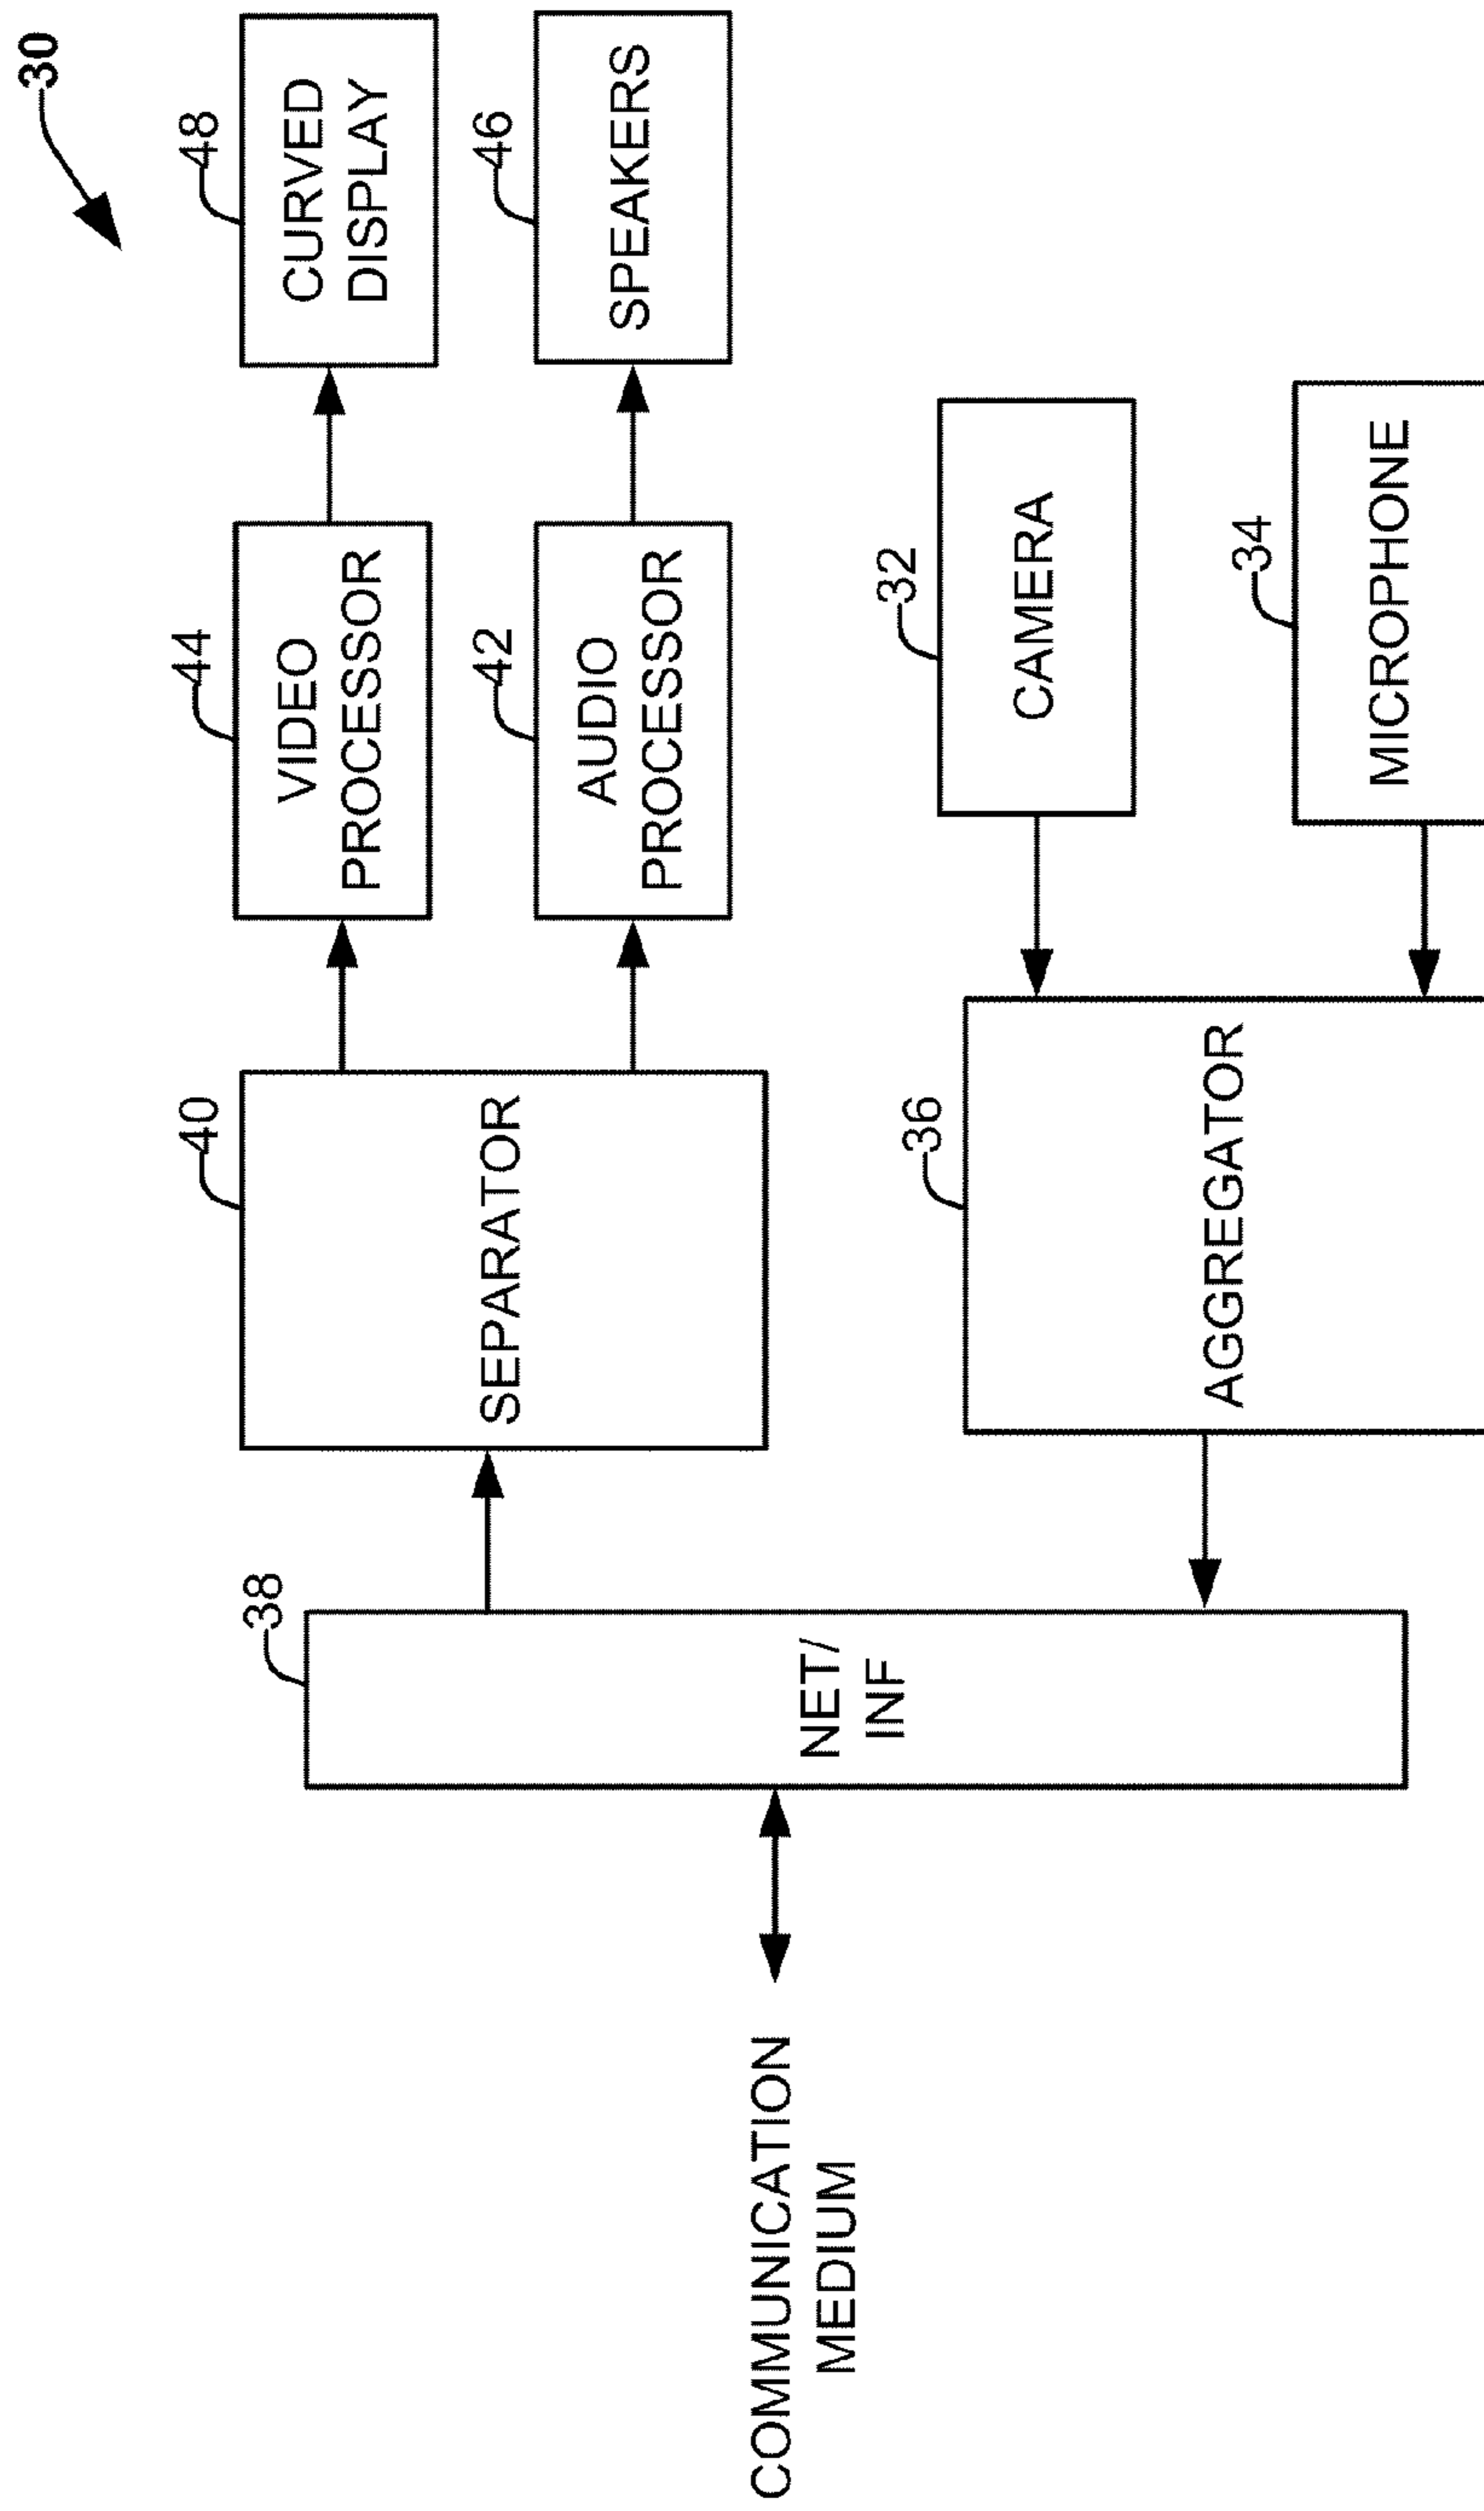 30
48
CURVED
DISPLAY
46
SPEAKERS
44
VIDEO
PROCESSOR
42
AUDIO
PROCESSOR
40
SEPARATOR
32
CAMERA
34
MICROPHONE
36
AGGREGATOR
38
NET/
INF
COMMUNICATION
MEDIUM